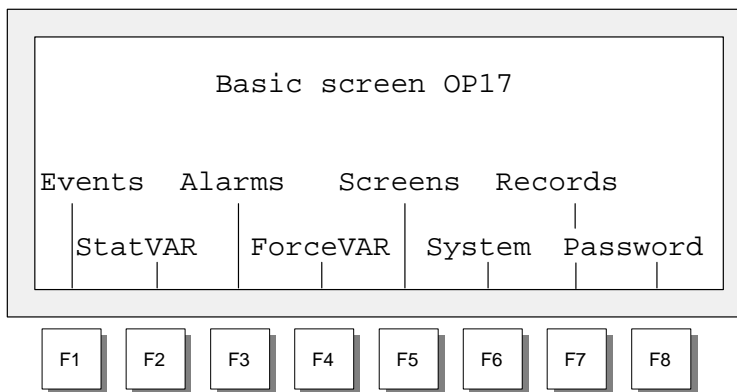 Basic screen OP17
Events Alarms Screens Records
StatVAR ForceVAR System Password
F1 F2 F3 F4 F5 F6 F7 F8